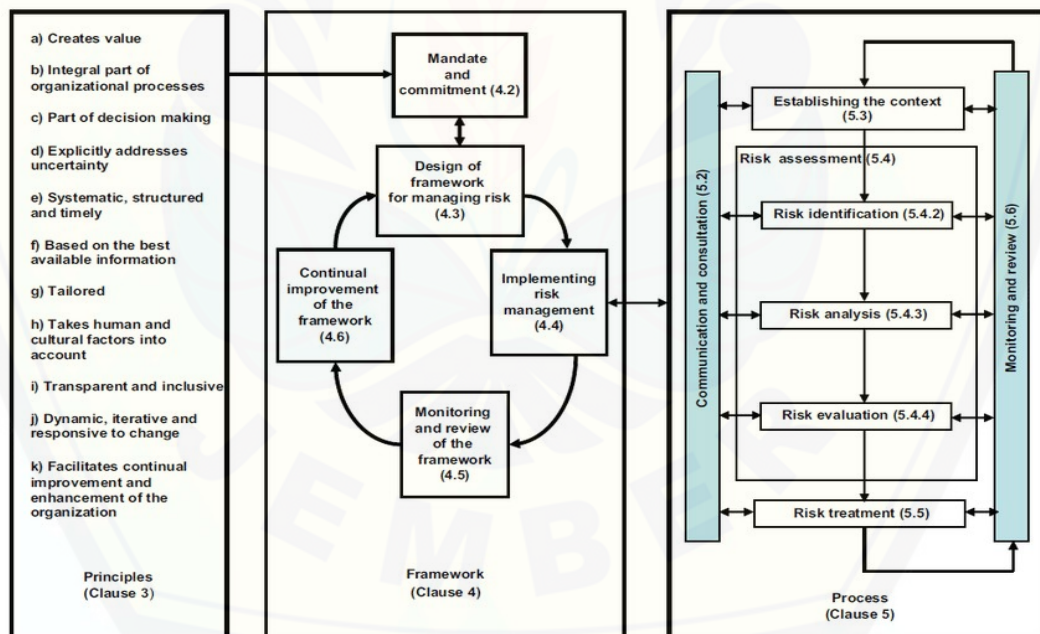 a) Creates value
b) Integral part of
organizational processes
c) Part of decision making
d) Explicitly addresses
uncertainty
e) Systematic, structured
and timely
f) Based on the best
available information
g) Tailored
h) Takes human and
cultural factors into
account
i) Transparent and inclusive
j) Dynamic, iterative and
responsive to change
k) Facilitates continual
improvement and
enhancement of the
organization
Principles
(Clause 3)
Mandate
and
commitment (4.2)
Design of
framework
for managing risk
(4.3)
Continual
improvement
of the
framework
(4.6)
Implementing
risk
management
(4.4)
Monitoring
and review
of the
framework
(4.5)
Framework
(Clause 4)
Communication and consultation (5.2)
Establishing the context
(5.3)
Risk assessment (5.4)
Risk identification (5.4.2)
Risk analysis (5.4.3)
Risk evaluation (5.4.4)
Risk treatment (5.5)
Monitoring and review (5.6)
Process
(Clause 5)
JEMBER